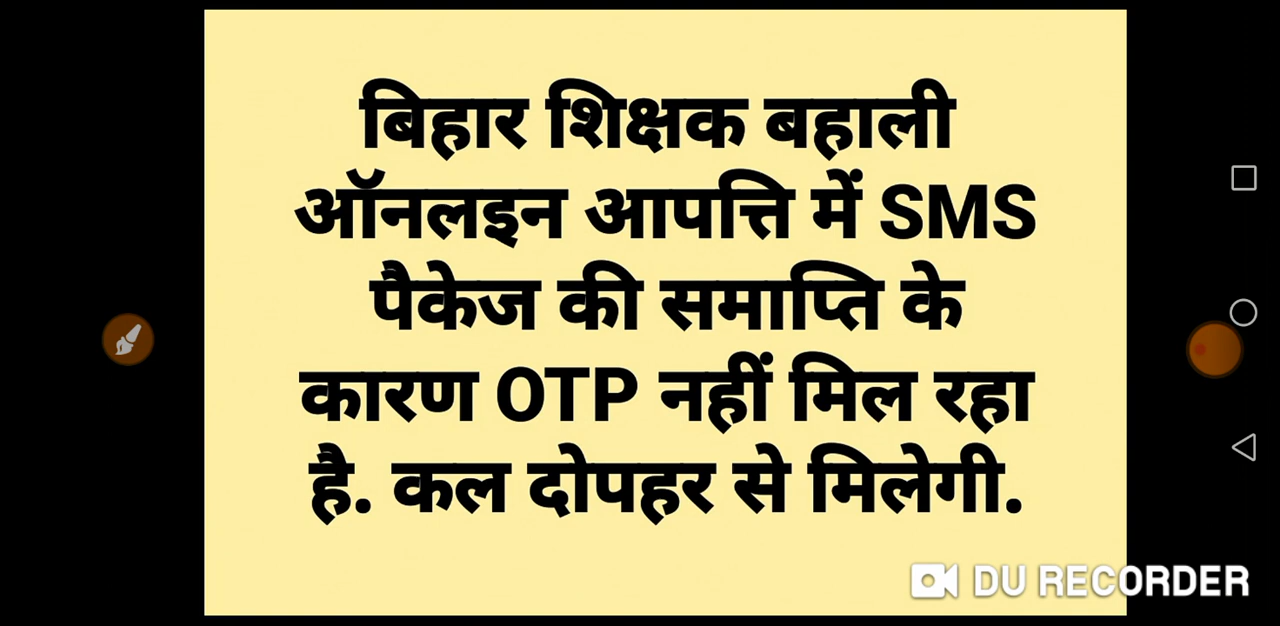 बिहार शिक्षक बहाली
ऑनलइन आपत्ति में SMS
पैकेज की समाप्ति के
कारण OTP नहीं मिल रहा
है. कल दोपहर से मिलेगी.
DU RECORDER